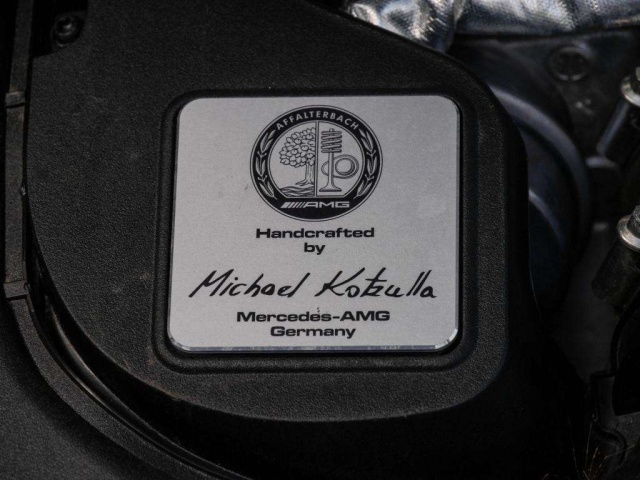 AFFALTERBACH
AMG
Handcrafted
by
Michael Kotzulla
Mercedes-AMG
Germany